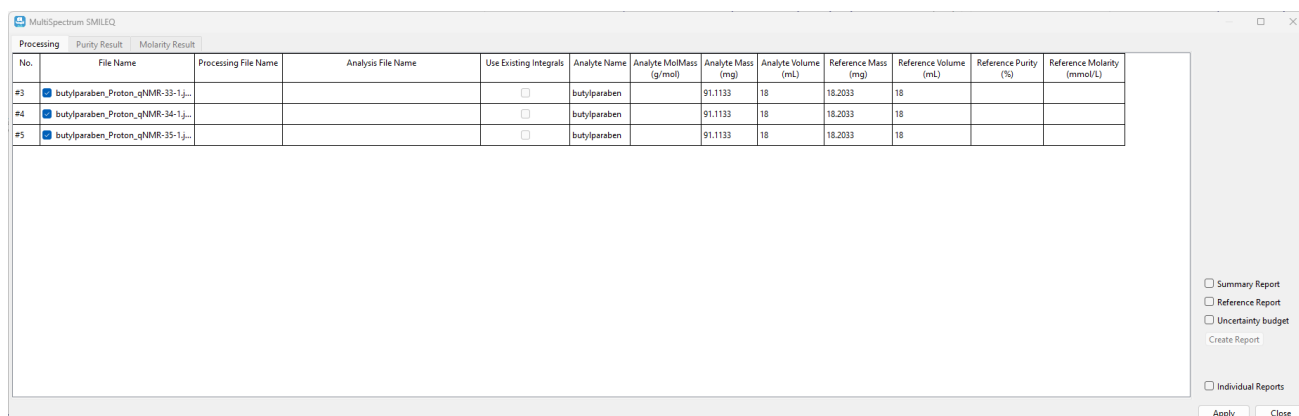 MultiSpectrum SMILEQ
Processing Purity Result Molarity Result
No. File Name Processing File Name Analysis File Name Use Existing Integrals Analyte Name Analyte MolMass (g/mol) Analyte Mass (mg) Analyte Volume (mL) Reference Mass (mg) Reference Volume (mL) Reference Purity (%) Reference Molarity (mmol/L)
#3 butylparaben_Proton_qNMR-33-1.j... butylparaben 91.1133 18 18.2033 18
#4 butylparaben_Proton_qNMR-34-1.j... butylparaben 91.1133 18 18.2033 18
#5 butylparaben_Proton_qNMR-35-1.j... butylparaben 91.1133 18 18.2033 18
Summary Report
Reference Report
Uncertainty budget
Create Report
Individual Reports
Apply Close